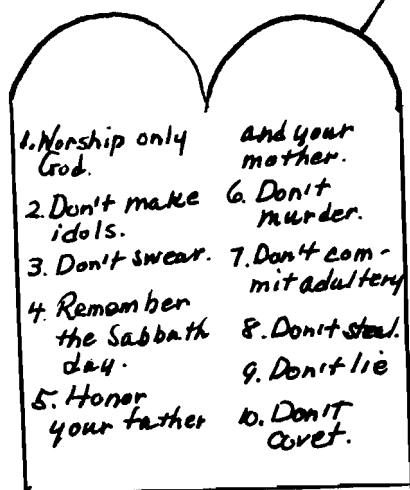 1. Worship only
God.
2. Don't make
idols.
3. Don't swear.
4. Remember
the Sabbath
day.
5. Honor
your father
and your
mother.
6. Don't
murder.
7. Don't com-
mit adultery
8. Don't steal.
9. Don't lie
10. Don't
covet.